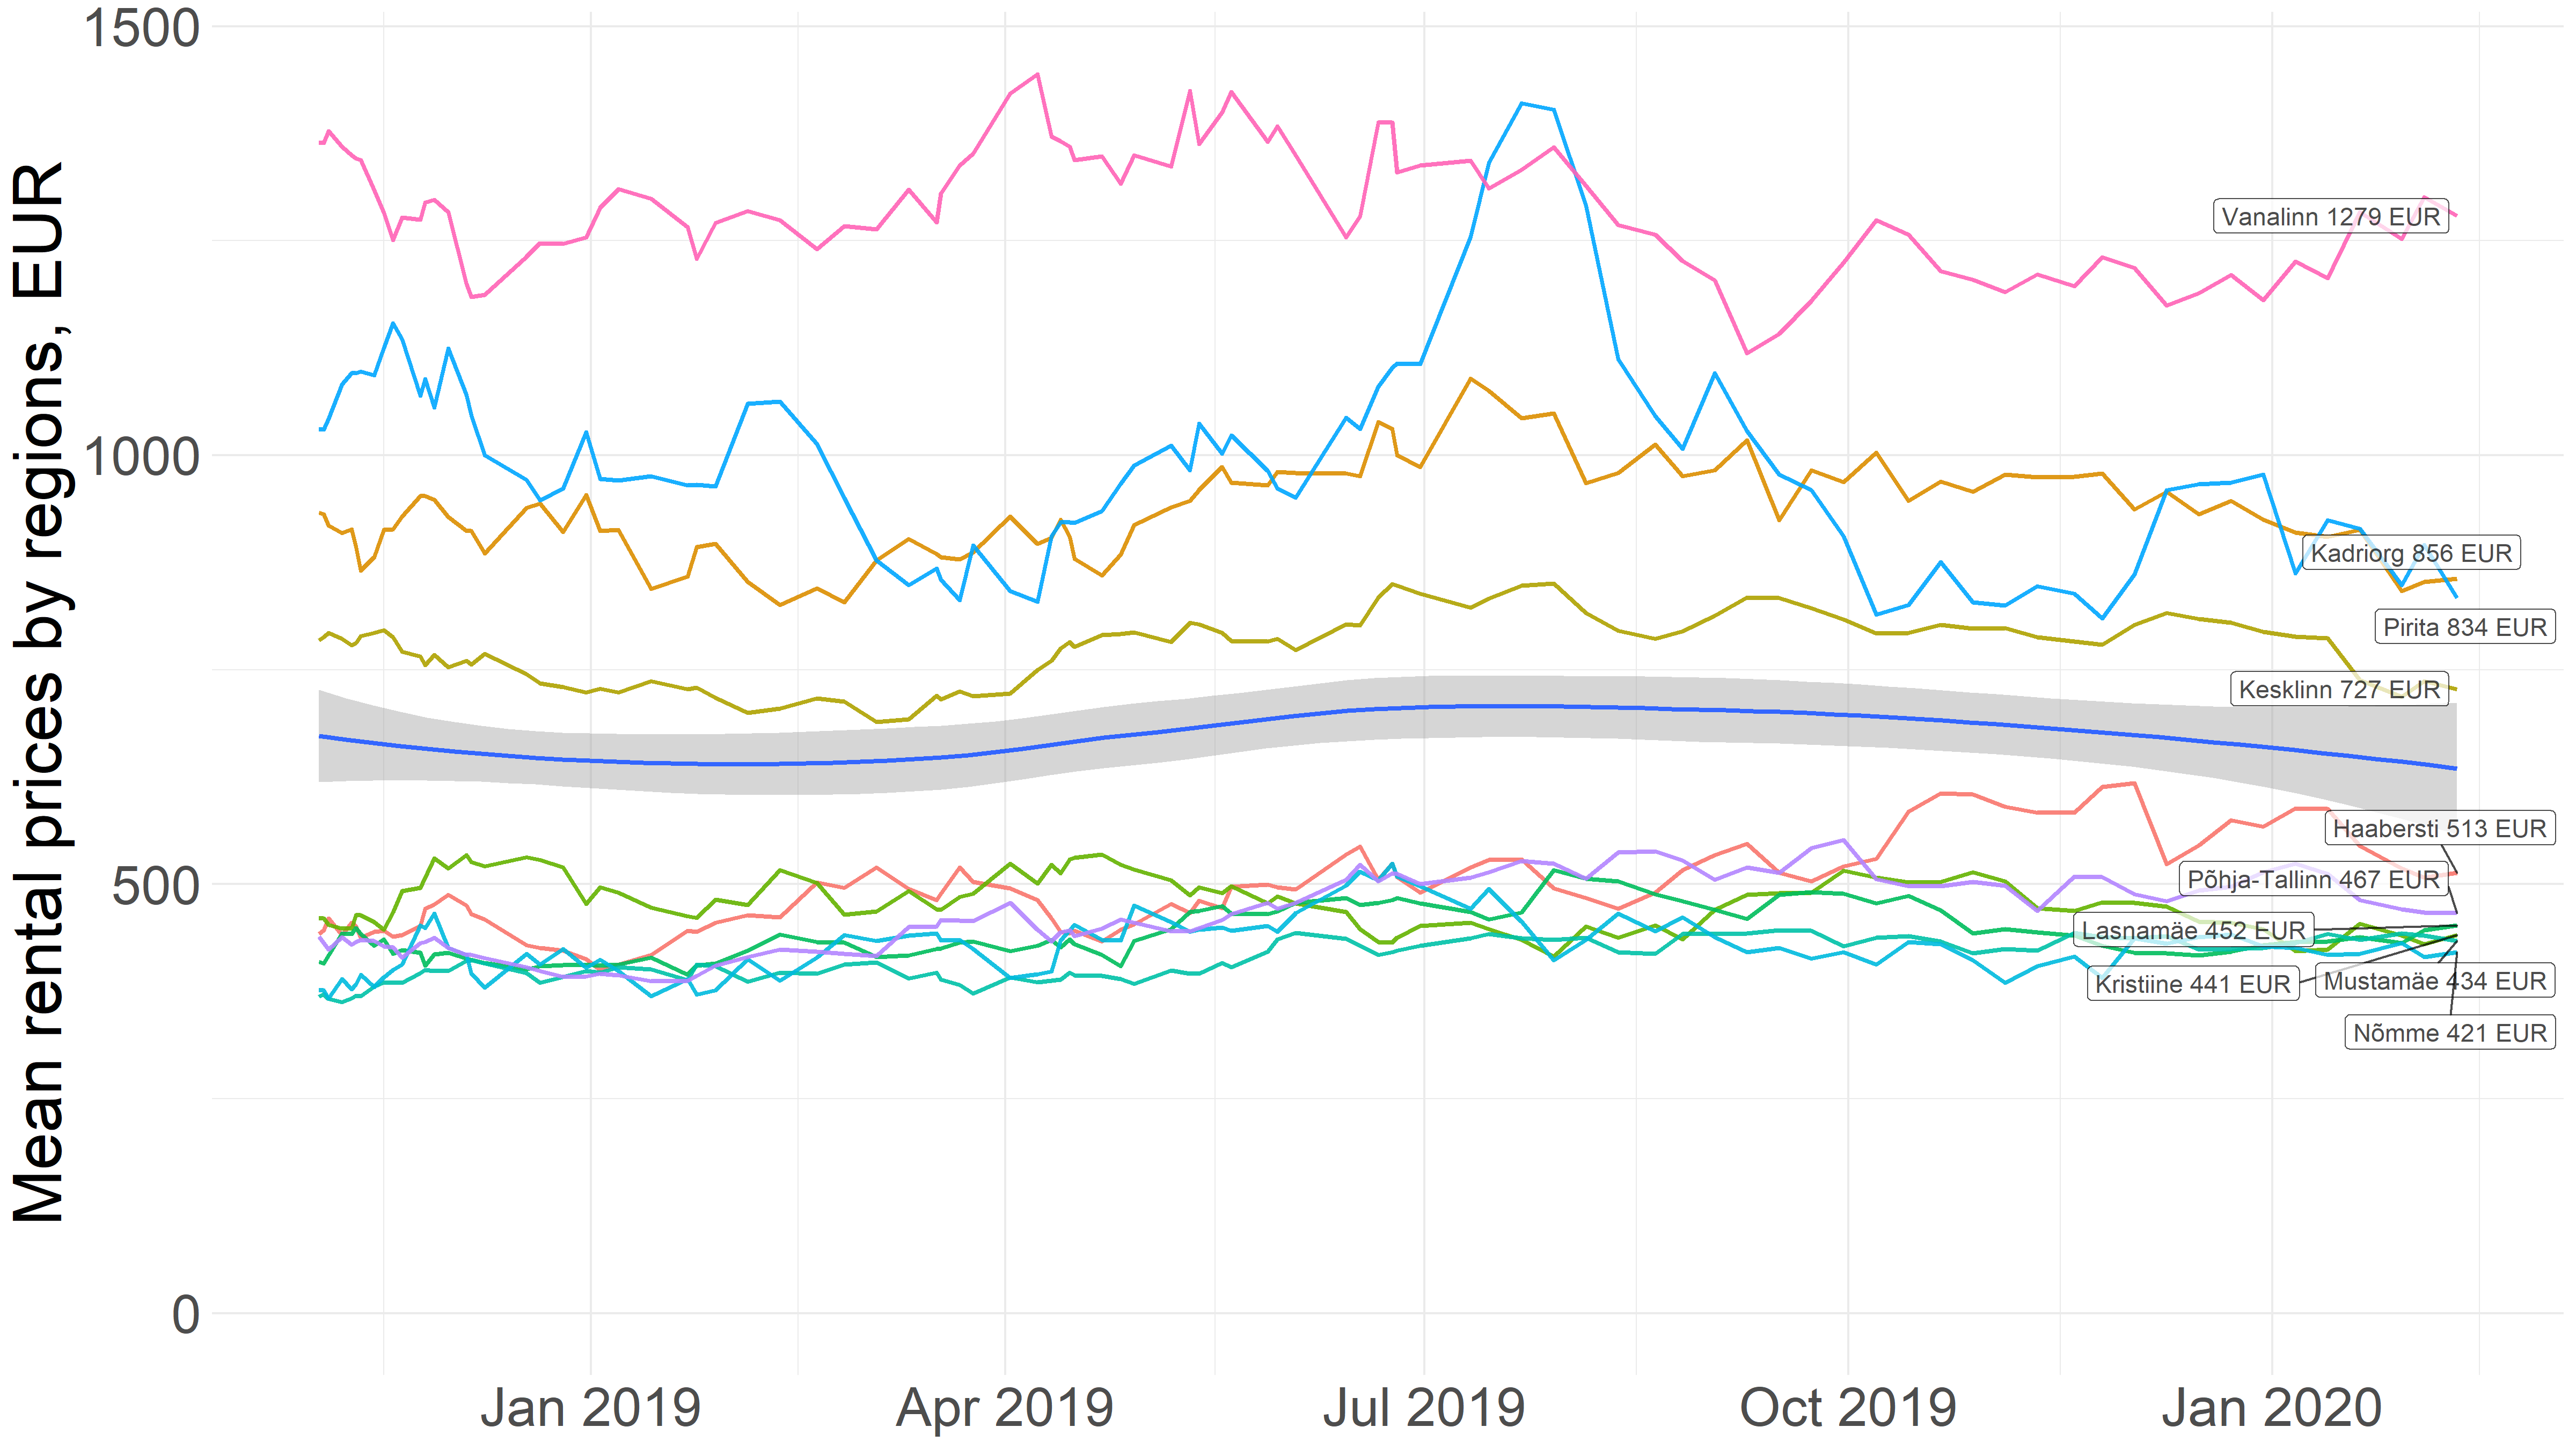 Mean rental prices by regions, EUR
1500
1000
500
0
Vanalinn 1279 EUR
Kadriorg 856 EUR
Pirita 834 EUR
Kesklinn 727 EUR
Haabersti 513 EUR
Põhja-Tallinn 467 EUR
Lasnamäe 452 EUR
Kristiine 441 EUR
Mustamäe 434 EUR
Nõmme 421 EUR
Jan 2019
Apr 2019
Jul 2019
Oct 2019
Jan 2020